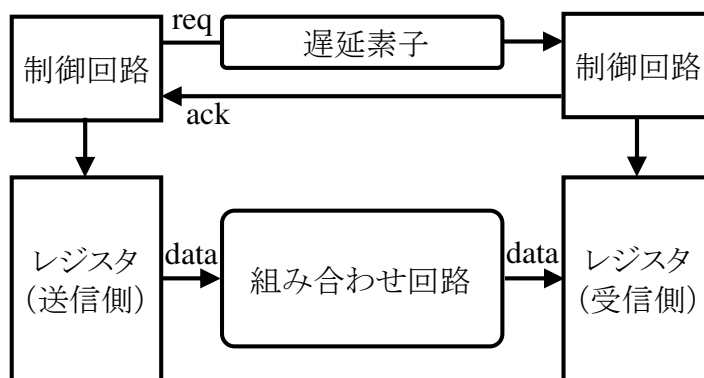 req
遅延素子
制御回路
制御回路
ack
レジスタ
(送信側)
data
組み合わせ回路
data
レジスタ
(受信側)